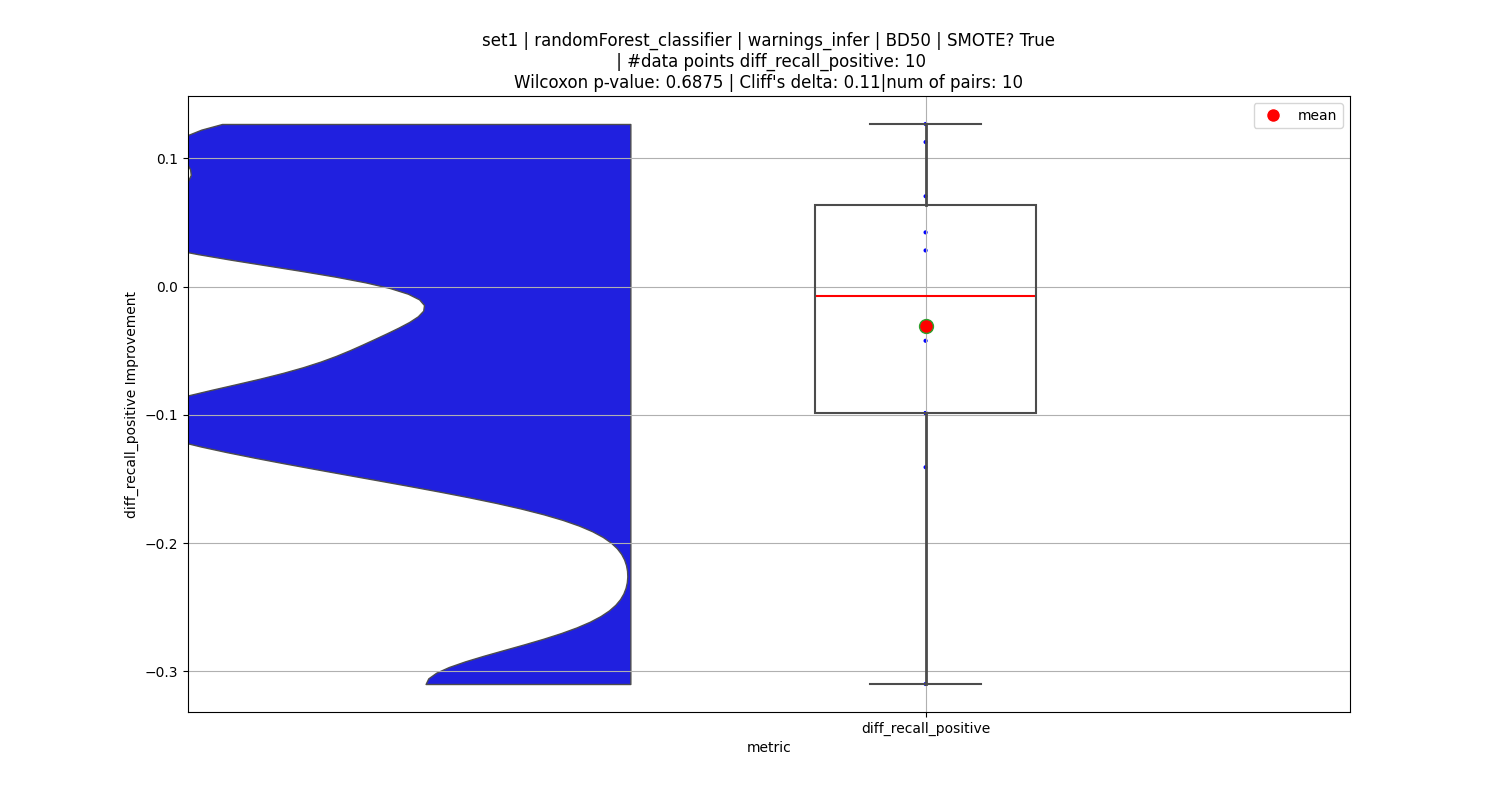 set1 | randomForest_classifier | warnings_infer | BD50 | SMOTE? True
| #data points diff_recall_positive: 10
Wilcoxon p-value: 0.6875 | Cliff's delta: 0.11|num of pairs: 10
mean
0.1
0.0
−0.1
−0.2
−0.3
diff_recall_positive Improvement
diff_recall_positive
metric